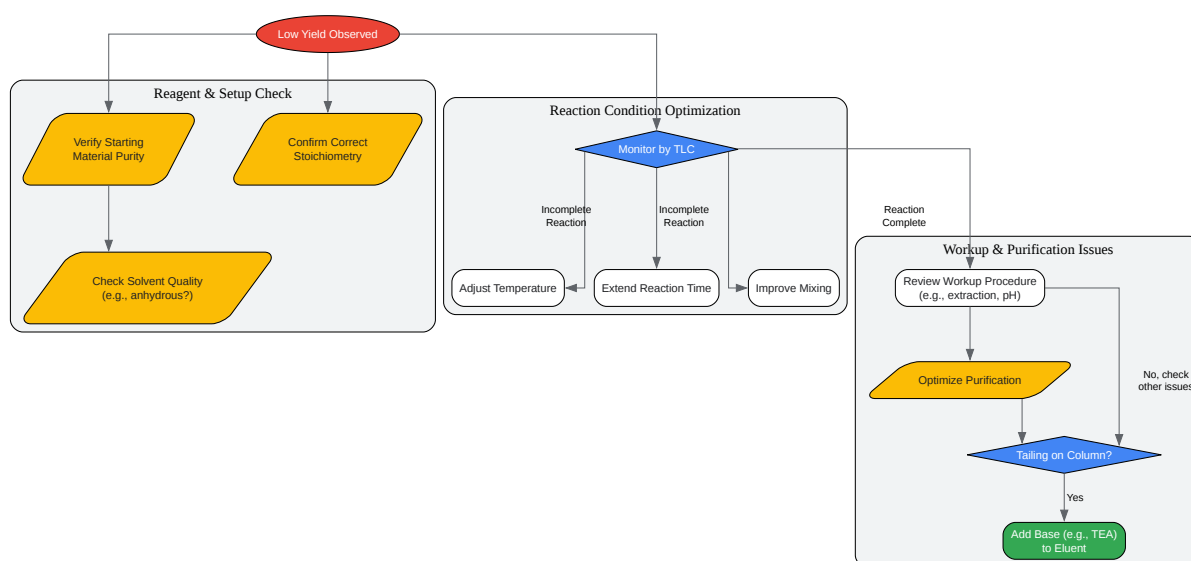 Low Yield Observed
Reagent & Setup Check
Verify Starting
Material Purity
Confirm Correct
Stoichiometry
Check Solvent Quality
(e.g., anhydrous?)
Reaction Condition Optimization
Monitor by TLC
Incomplete
Reaction
Incomplete
Reaction
Adjust Temperature
Extend Reaction Time
Improve Mixing
Reaction
Complete
Workup & Purification Issues
Review Workup Procedure
(e.g., extraction, pH)
Optimize Purification
No, check
other issues
Tailing on Column?
Yes
Add Base (e.g., TEA)
to Eluent